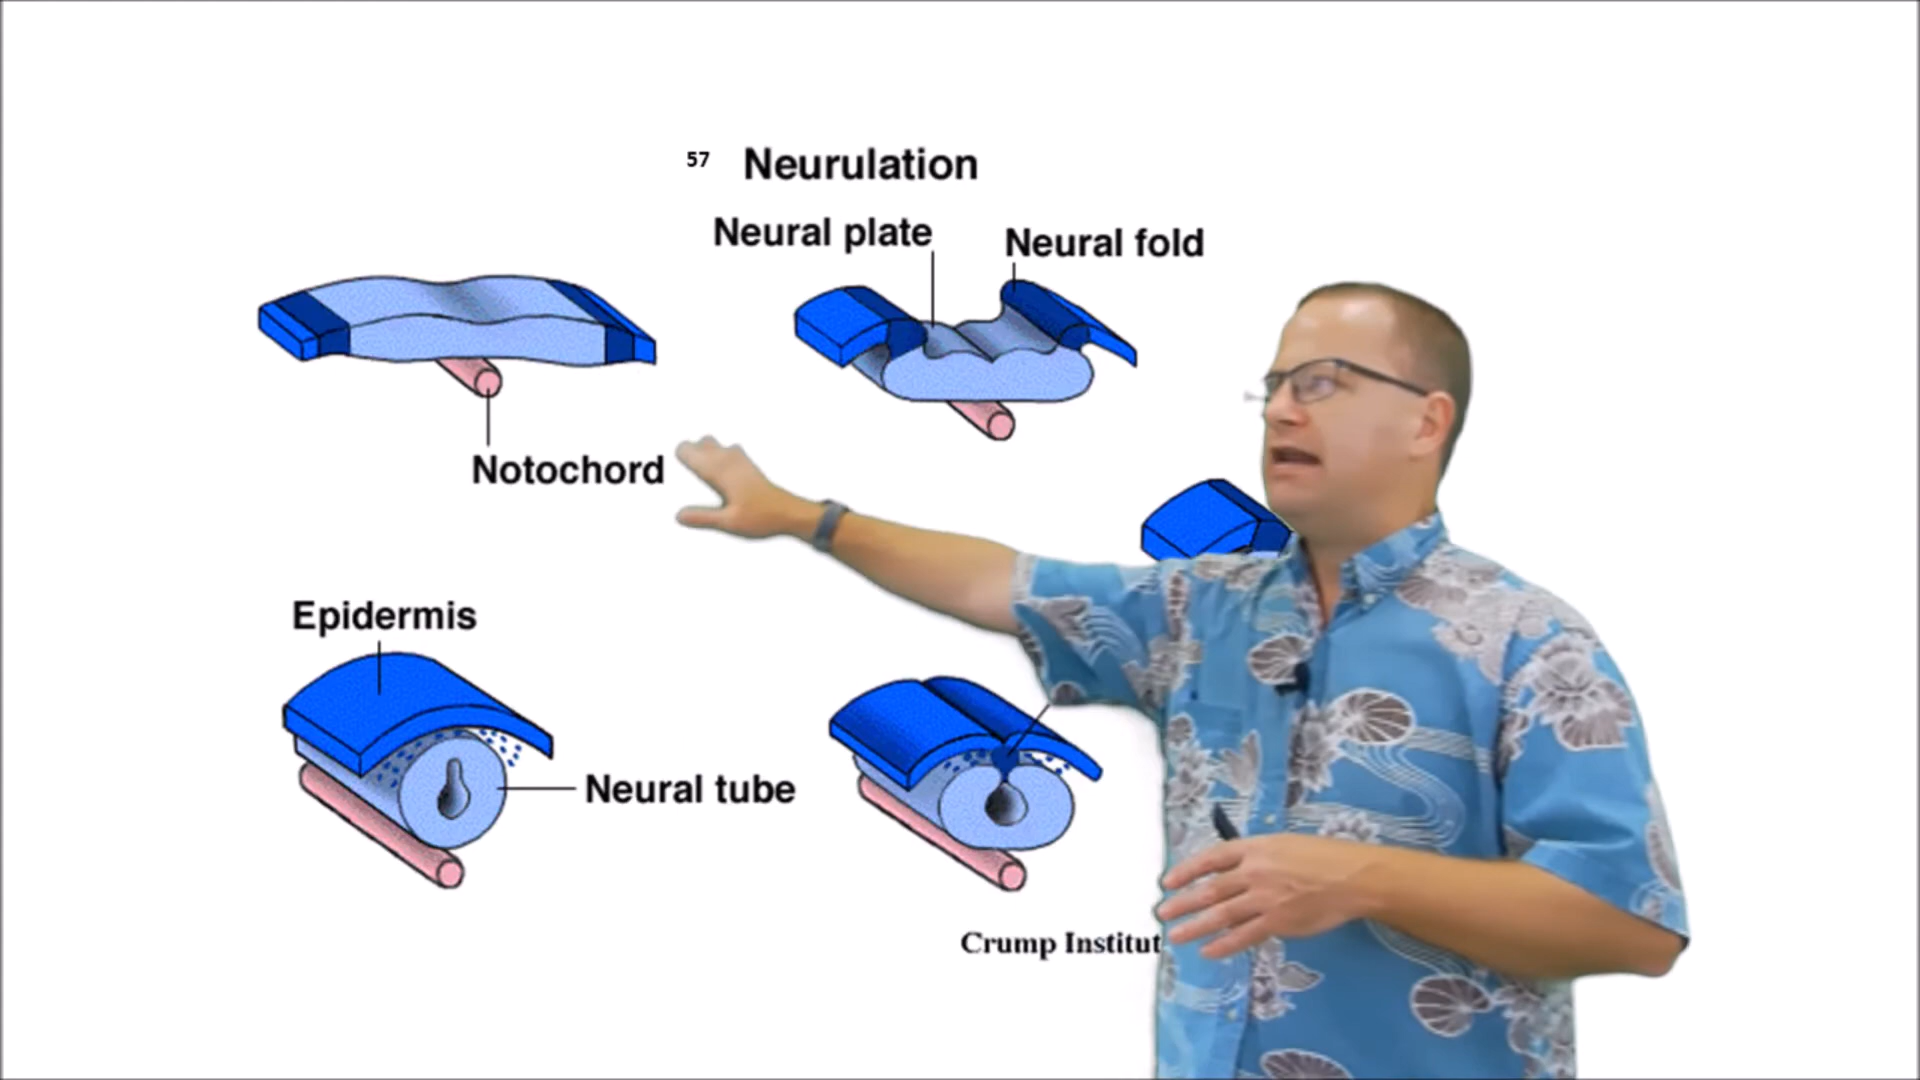 57 Neurulation
Neural plate
Neural fold
Notochord
Epidermis
Neural tube
Crump Institut